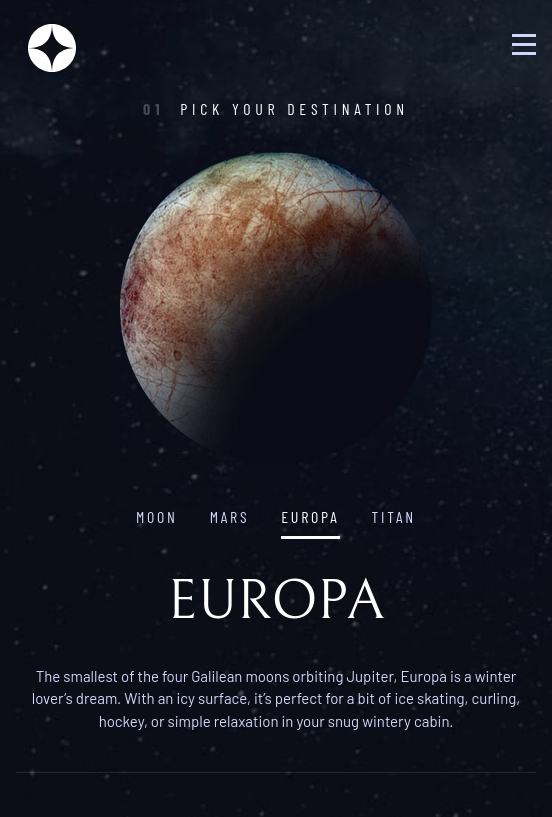 01 PICK YOUR DESTINATION
MOON MARS EUROPA TITAN
EUROPA
The smallest of the four Galilean moons orbiting Jupiter, Europa is a winter
lover’s dream. With an icy surface, it’s perfect for a bit of ice skating, curling,
hockey, or simple relaxation in your snug wintery cabin.